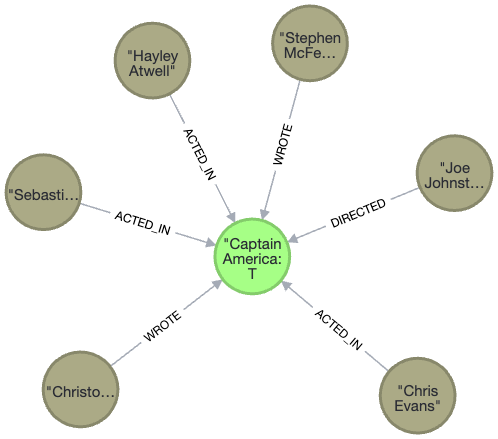 "Stephen
McFe…
"Hayley
Atwell"
WROTE
ACTED_IN
"Joe
Johnst…
"Sebasti…
ACTED_IN
DIRECTED
"Captain
America:
T
WROTE
ACTED_IN
"Christo…
"Chris
Evans"